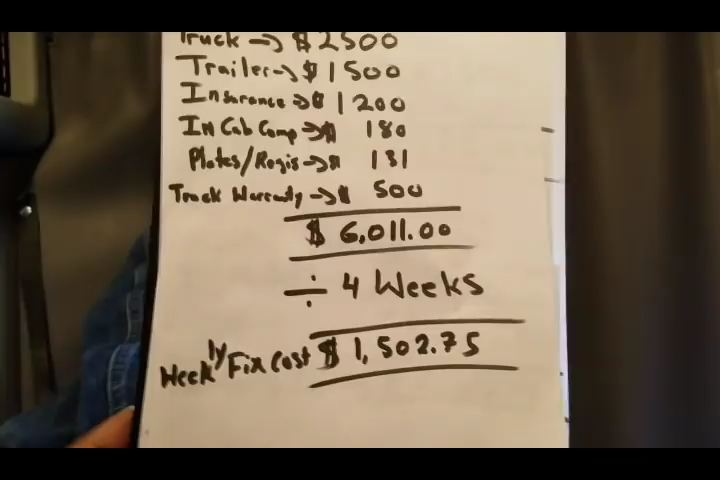 Truck → $2500
Trailer → $1500
Insurance → $1200
In Cab Comp → $ 180
Plates/Regis → $ 131
Truck Warranty → $ 500
$ 6,011.00
÷ 4 Weeks
Weekly Fix Cost $ 1,502.75